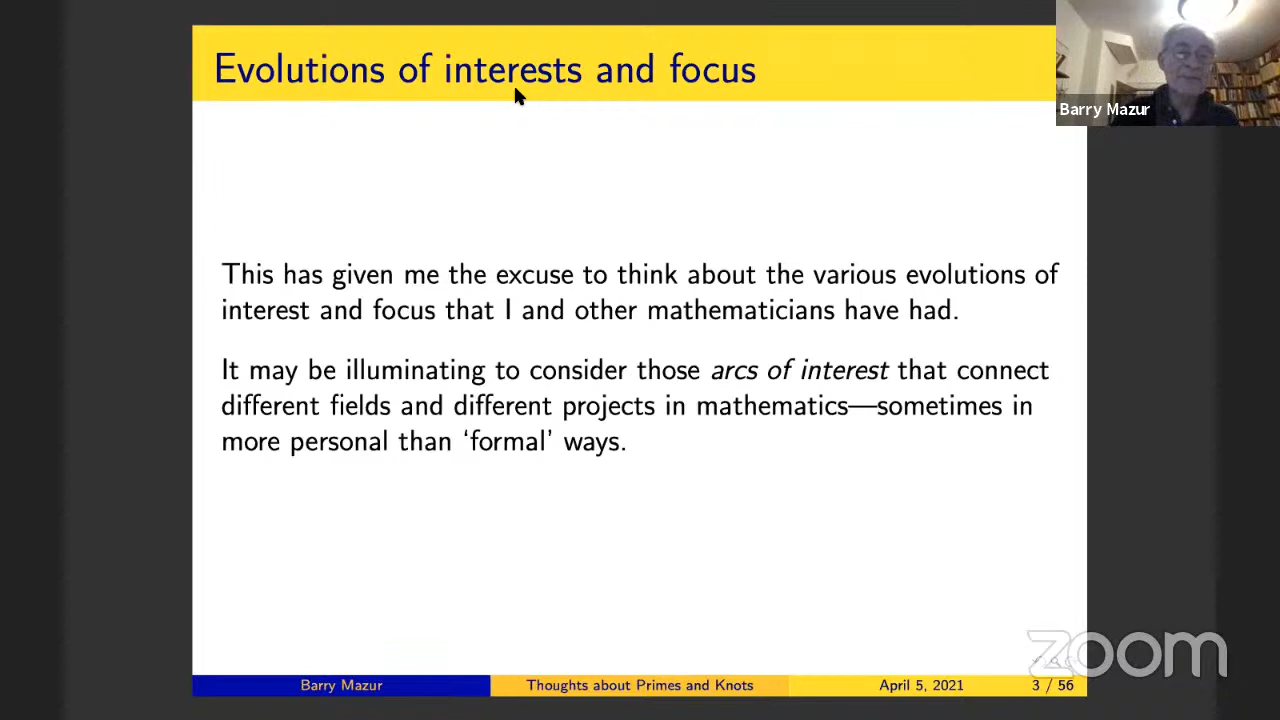 Evolutions of interests and focus
Barry Mazur
This has given me the excuse to think about the various evolutions of
interest and focus that I and other mathematicians have had.
It may be illuminating to consider those arcs of interest that connect
different fields and different projects in mathematics—sometimes in
more personal than ‘formal’ ways.
zoom
Barry Mazur Thoughts about Primes and Knots April 5, 2021 3 / 56